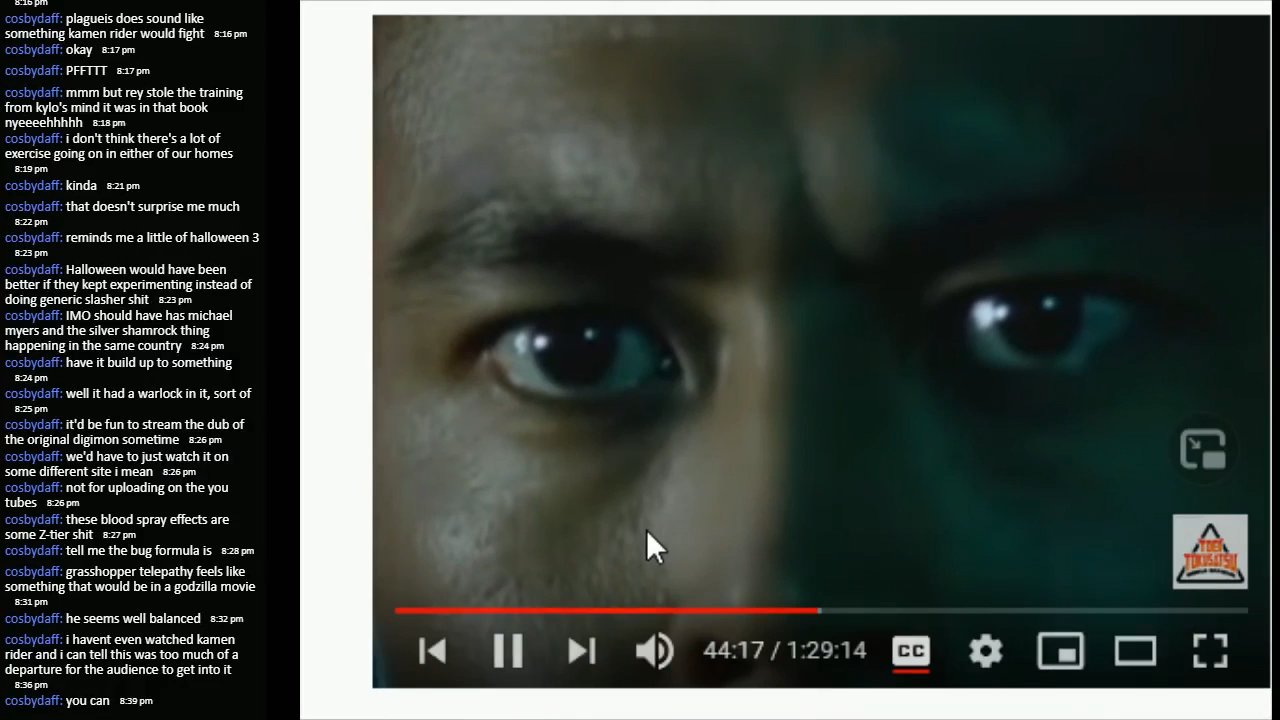 8:16 pm
cosbydaff: plagueis does sound like
something kamen rider would fight 8:16 pm
cosbydaff: okay 8:17 pm
cosbydaff: PFFTTT 8:17 pm
cosbydaff: mmm but rey stole the training
from kylo's mind it was in that book
nyeeeehhhhh 8:18 pm
cosbydaff: i don't think there's a lot of
exercise going on in either of our homes
8:19 pm
cosbydaff: kinda 8:21 pm
cosbydaff: that doesn't surprise me much
8:22 pm
cosbydaff: reminds me a little of halloween 3
8:23 pm
cosbydaff: Halloween would have been
better if they kept experimenting instead of
doing generic slasher shit 8:23 pm
cosbydaff: IMO should have has michael
myers and the silver shamrock thing
happening in the same country 8:24 pm
cosbydaff: have it build up to something
8:24 pm
cosbydaff: well it had a warlock in it, sort of
8:25 pm
cosbydaff: it'd be fun to stream the dub of
the original digimon sometime 8:26 pm
cosbydaff: we'd have to just watch it on
some different site i mean 8:26 pm
cosbydaff: not for uploading on the you
tubes 8:26 pm
cosbydaff: these blood spray effects are
some Z-tier shit 8:27 pm
cosbydaff: tell me the bug formula is 8:28 pm
cosbydaff: grasshopper telepathy feels like
something that would be in a godzilla movie
8:31 pm
cosbydaff: he seems well balanced 8:32 pm
cosbydaff: i havent even watched kamen
rider and i can tell this was too much of a
departure for the audience to get into it
8:36 pm
cosbydaff: you can 8:39 pm
TOEI
TOKUSATSU
44:17 / 1:29:14
CC